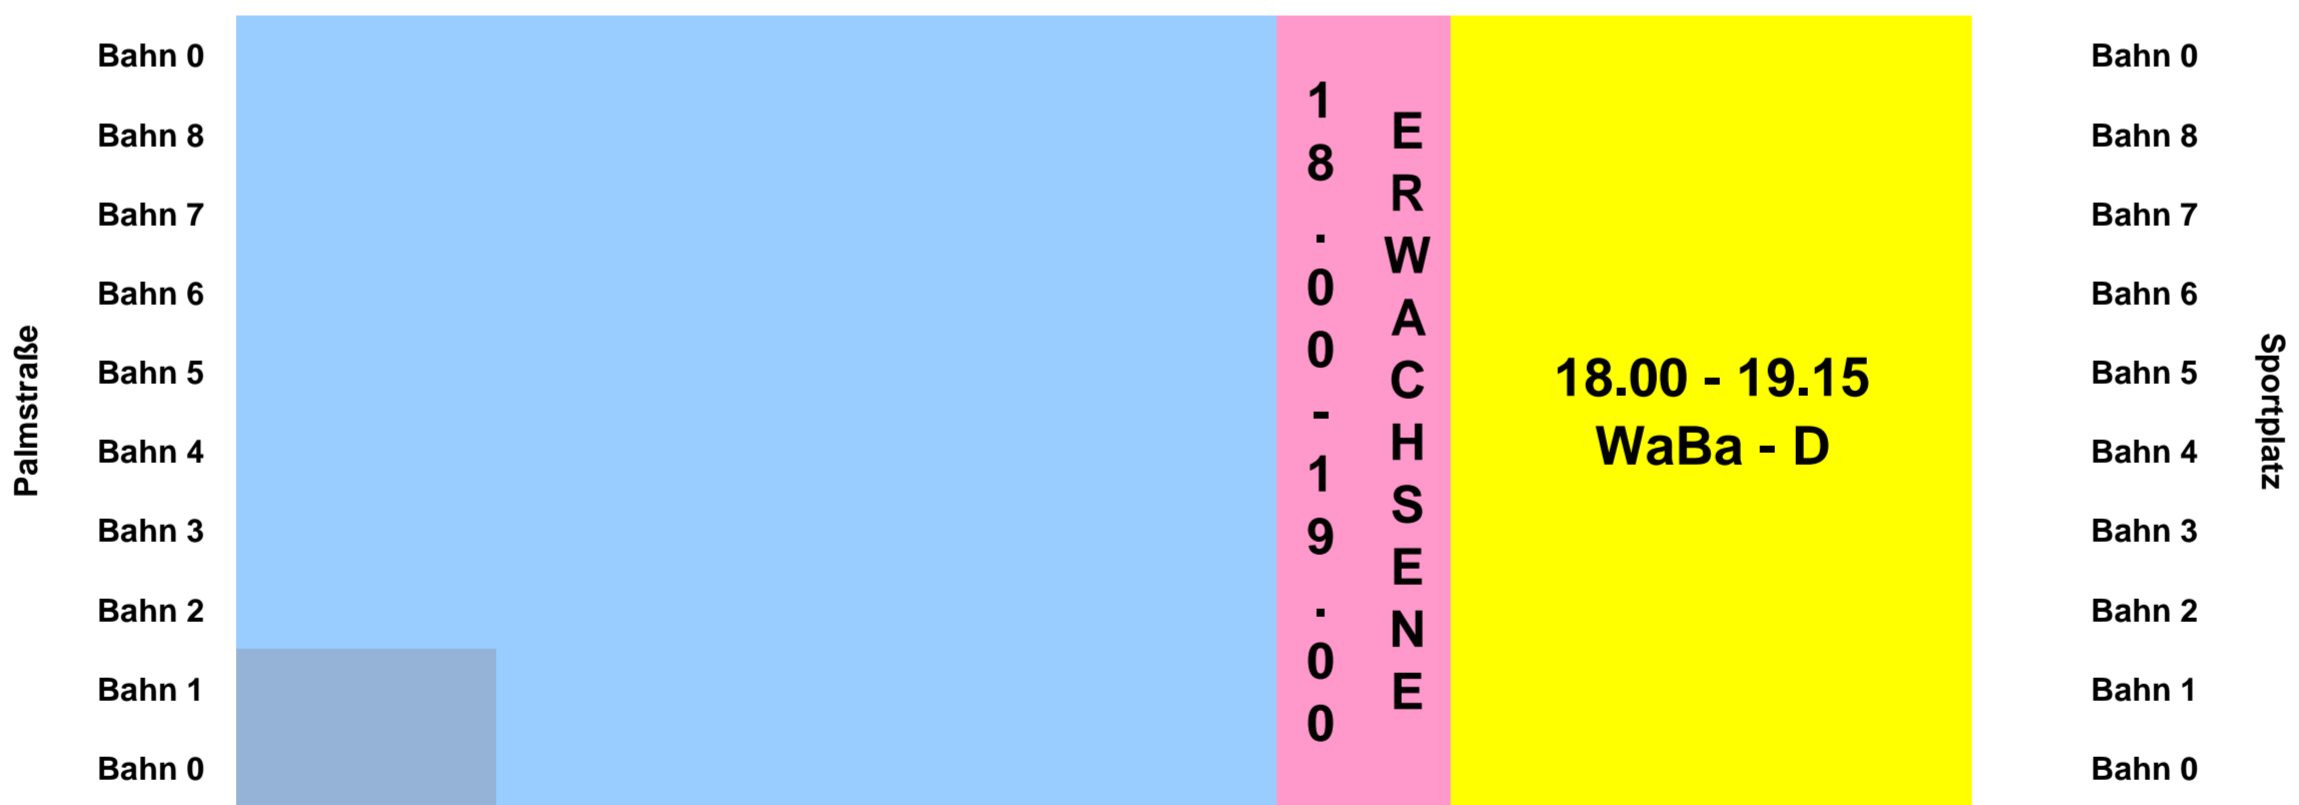 Palmstraße
Bahn 0
Bahn 8
Bahn 7
Bahn 6
Bahn 5
Bahn 4
Bahn 3
Bahn 2
Bahn 1
Bahn 0
18.00-19.00
ERWACHSENE
18.00 - 19.15
WaBa - D
Bahn 0
Bahn 8
Bahn 7
Bahn 6
Bahn 5
Bahn 4
Bahn 3
Bahn 2
Bahn 1
Bahn 0
Sportplatz